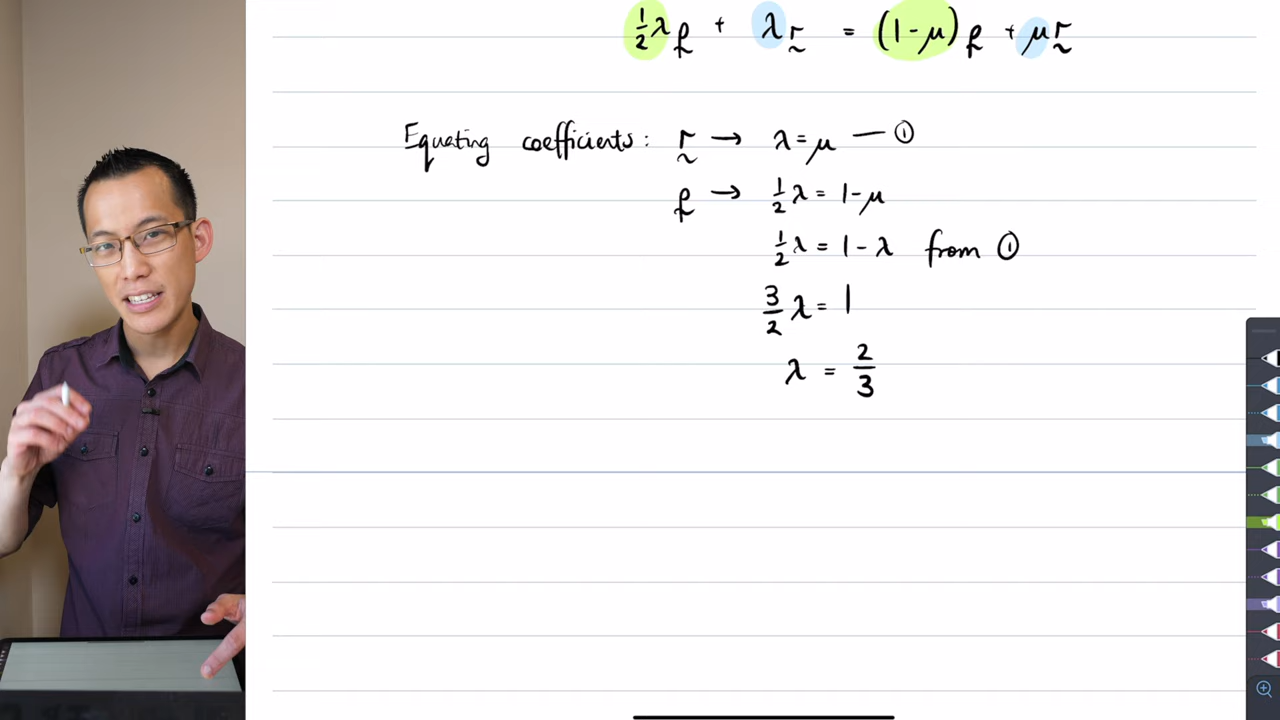 ½λp̰ + λr̰ = (1-μ)p̰ + μr̰
Equating coefficients: r̰ → λ=μ — ①
p̰ → ½λ = 1-μ
½λ = 1-λ from ①
3/2 λ = 1
λ = 2/3